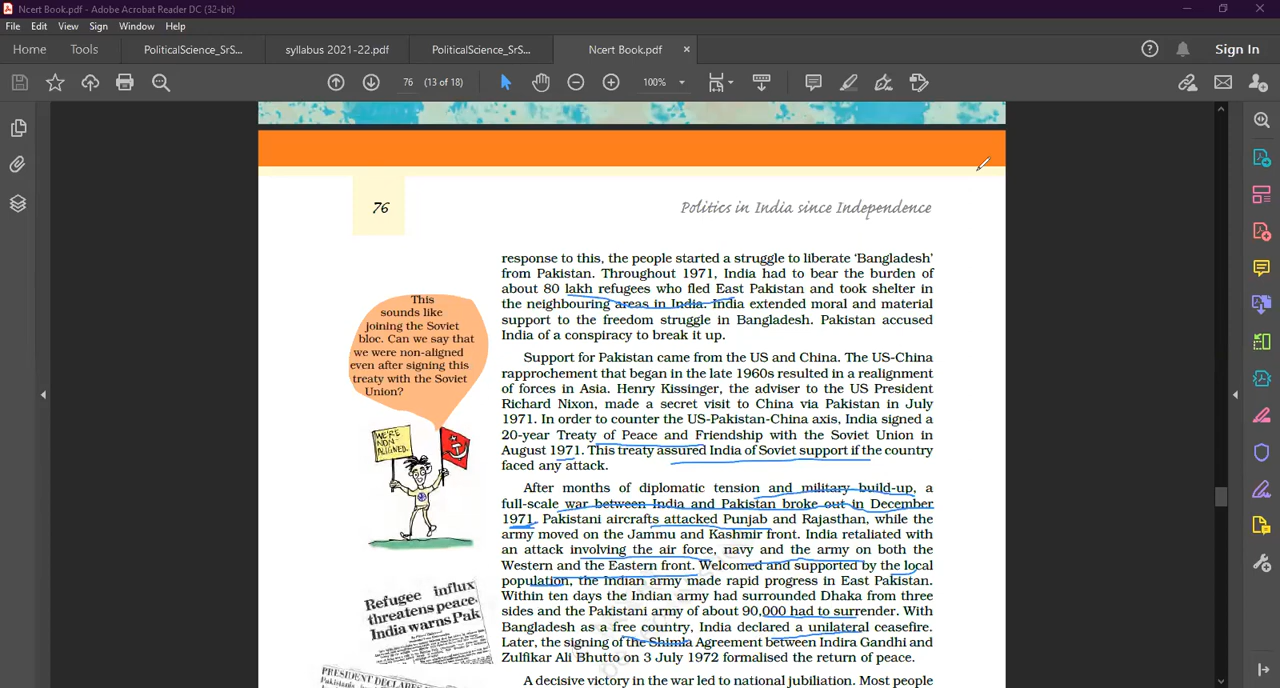 Ncert Book.pdf - Adobe Acrobat Reader DC (32-bit)
File Edit View Sign Window Help
Home Tools PoliticalScience_SrS... syllabus 2021-22.pdf PoliticalScience_SrS... Ncert Book.pdf × Sign In
76 (13 of 18) 100%
76
Politics in India since Independence
response to this, the people started a struggle to liberate ‘Bangladesh’
from Pakistan. Throughout 1971, India had to bear the burden of
about 80 lakh refugees who fled East Pakistan and took shelter in
the neighbouring areas in India. India extended moral and material
support to the freedom struggle in Bangladesh. Pakistan accused
India of a conspiracy to break it up.
This
sounds like
joining the Soviet
bloc. Can we say that
we were non-aligned
even after signing this
treaty with the Soviet
Union?
Support for Pakistan came from the US and China. The US-China
rapprochement that began in the late 1960s resulted in a realignment
of forces in Asia. Henry Kissinger, the adviser to the US President
Richard Nixon, made a secret visit to China via Pakistan in July
1971. In order to counter the US-Pakistan-China axis, India signed a
20-year Treaty of Peace and Friendship with the Soviet Union in
August 1971. This treaty assured India of Soviet support if the country
faced any attack.
WE'RE
NON-
ALIGNED.
After months of diplomatic tension and military build-up, a
full-scale war between India and Pakistan broke out in December
1971. Pakistani aircrafts attacked Punjab and Rajasthan, while the
army moved on the Jammu and Kashmir front. India retaliated with
an attack involving the air force, navy and the army on both the
Western and the Eastern front. Welcomed and supported by the local
population, the Indian army made rapid progress in East Pakistan.
Within ten days the Indian army had surrounded Dhaka from three
sides and the Pakistani army of about 90,000 had to surrender. With
Bangladesh as a free country, India declared a unilateral ceasefire.
Later, the signing of the Shimla Agreement between Indira Gandhi and
Zulfikar Ali Bhutto on 3 July 1972 formalised the return of peace.
Refugee influx
threatens peace,
India warns Pak
PRESIDENT DECLARES
A decisive victory in the war led to national jubiliation. Most people